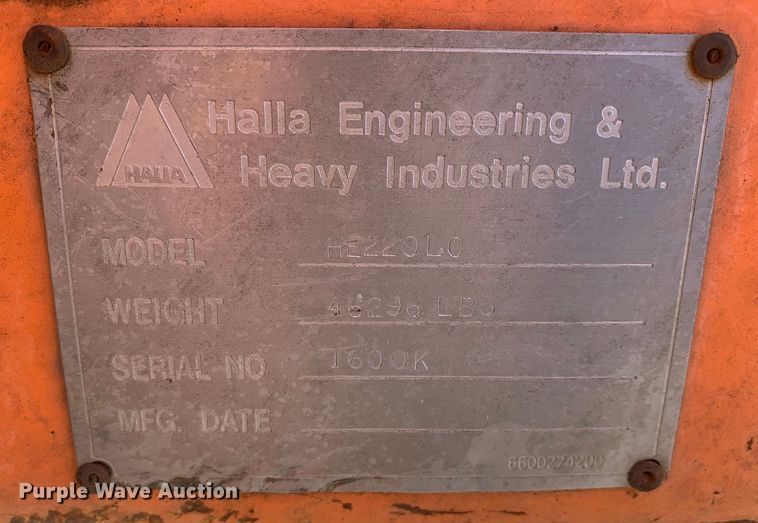 HALLA
Halla Engineering &
Heavy Industries Ltd.
MODEL HE220LC
WEIGHT 46296 LBS
SERIAL NO 1600K
MFG. DATE
6600274200
Purple Wave Auction